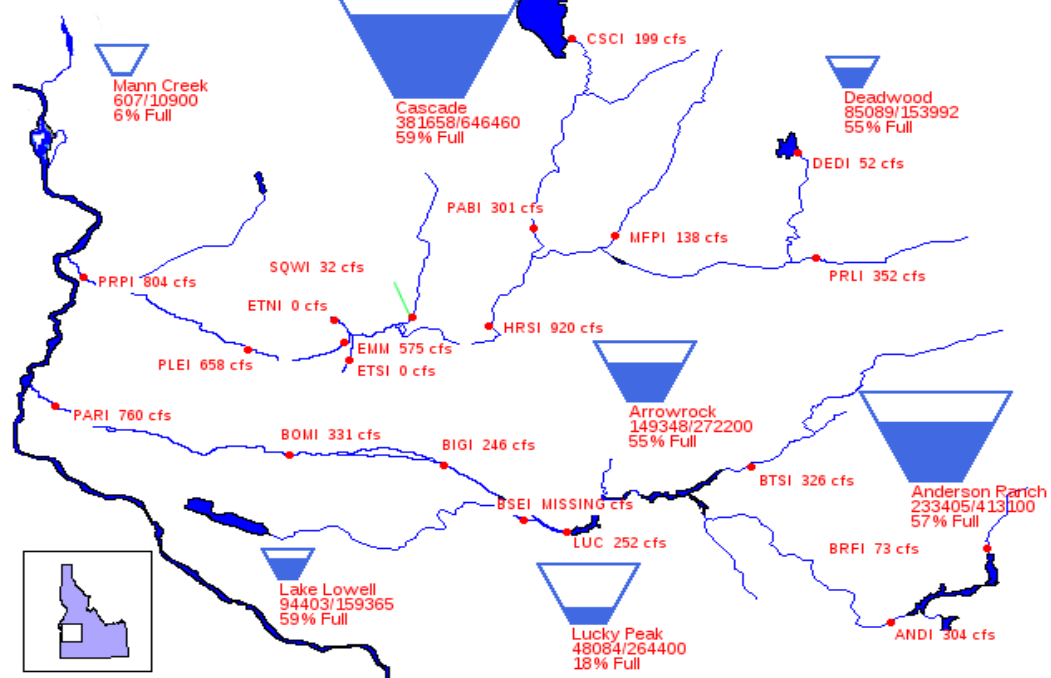 CSCI 199 cfs
Mann Creek
607/10900
6% Full
Cascade
381658/646460
59% Full
Deadwood
85089/153992
55% Full
DEDI 52 cfs
PABI 301 cfs
MFPI 138 cfs
SQWI 32 cfs
PRLI 352 cfs
PRPI 804 cfs
ETNI 0 cfs
HRSI 920 cfs
EMM 575 cfs
PLEI 658 cfs
ETSI 0 cfs
Arrowrock
149348/272200
55% Full
PARI 760 cfs
BOMI 331 cfs
BIGI 246 cfs
BTSI 326 cfs
Anderson Ranch
233405/413100
57% Full
BSEI MISSING cfs
LUC 252 cfs
BRFI 73 cfs
Lake Lowell
94403/159365
59% Full
Lucky Peak
48084/264400
18% Full
ANDI 304 cfs